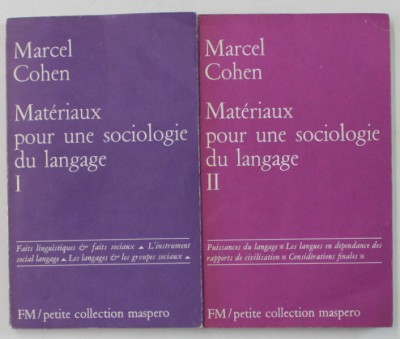 Marcel
Cohen
Matériaux
pour une sociologie
du langage
I
Faits linguistiques & faits sociaux ▲ L'instrument
social langage ▲ Les langages & les groupes sociaux ▲
FM/petite collection maspero
Marcel
Cohen
Matériaux
pour une sociologie
du langage
II
Puissances du langage ¤ Les langues en dépendance des
rapports de civilisation ¤ Considérations finales ¤
FM/petite collection maspero